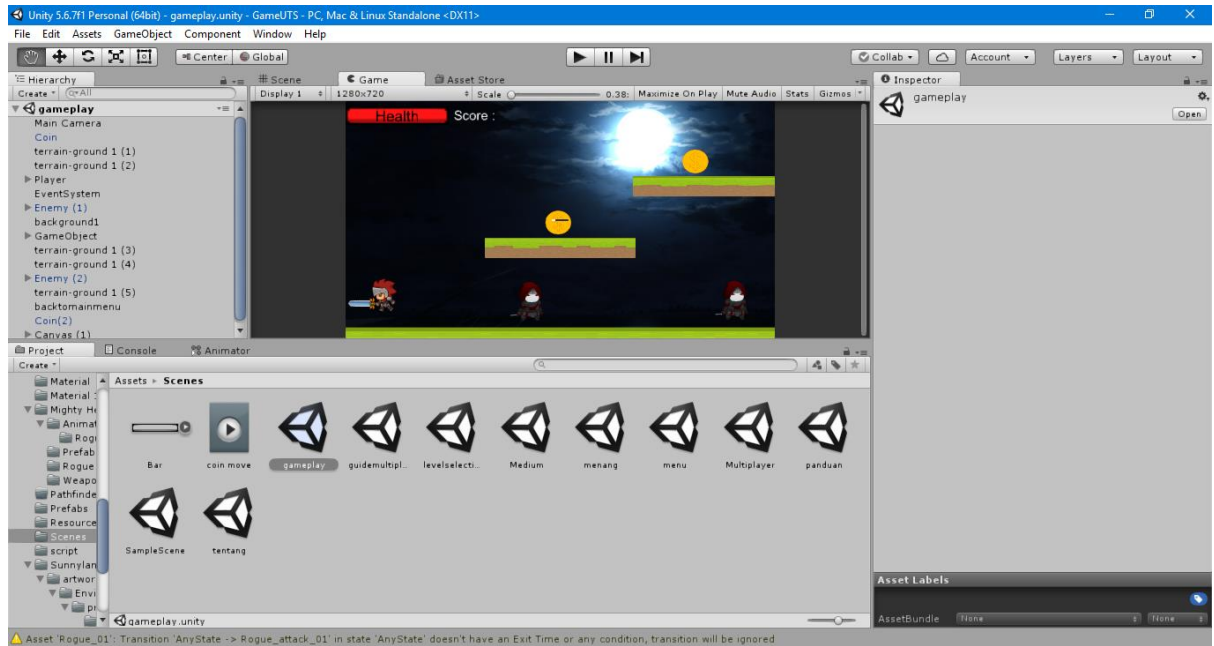 Unity 5.6.7f1 Personal (64bit) - gameplay.unity - GameUTS - PC, Mac & Linux Standalone <DX11>
File Edit Assets GameObject Component Window Help
Center Global Collab Account Layers Layout
Hierarchy
Create All
gameplay
Main Camera
Coin
terrain-ground 1 (1)
terrain-ground 1 (2)
Player
EventSystem
Enemy (1)
background1
GameObject
terrain-ground 1 (3)
terrain-ground 1 (4)
Enemy (2)
terrain-ground 1 (5)
backtomainmenu
Coin(2)
Canvas (1)
Scene Game Asset Store
Display 1 1280x720 Scale 0.38: Maximize On Play Mute Audio Stats Gizmos
Health Score :
Inspector
gameplay
Open
Project Console Animator
Create
Material
Material
Mighty He
Animat
Rogu
Prefab
Rogue
Weapo
Pathfinde
Prefabs
Resource
Scenes
script
Sunnylan
artwor
Envi
pr
Assets Scenes
Bar coin move gameplay guidemultipl... levelselecti... Medium menang menu Multiplayer panduan
SampleScene tentang
gameplay.unity
Asset Labels
AssetBundle None None
Asset 'Rogue_01': Transition 'AnyState -> Rogue_attack_01' in state 'AnyState' doesn't have an Exit Time or any condition, transition will be ignored